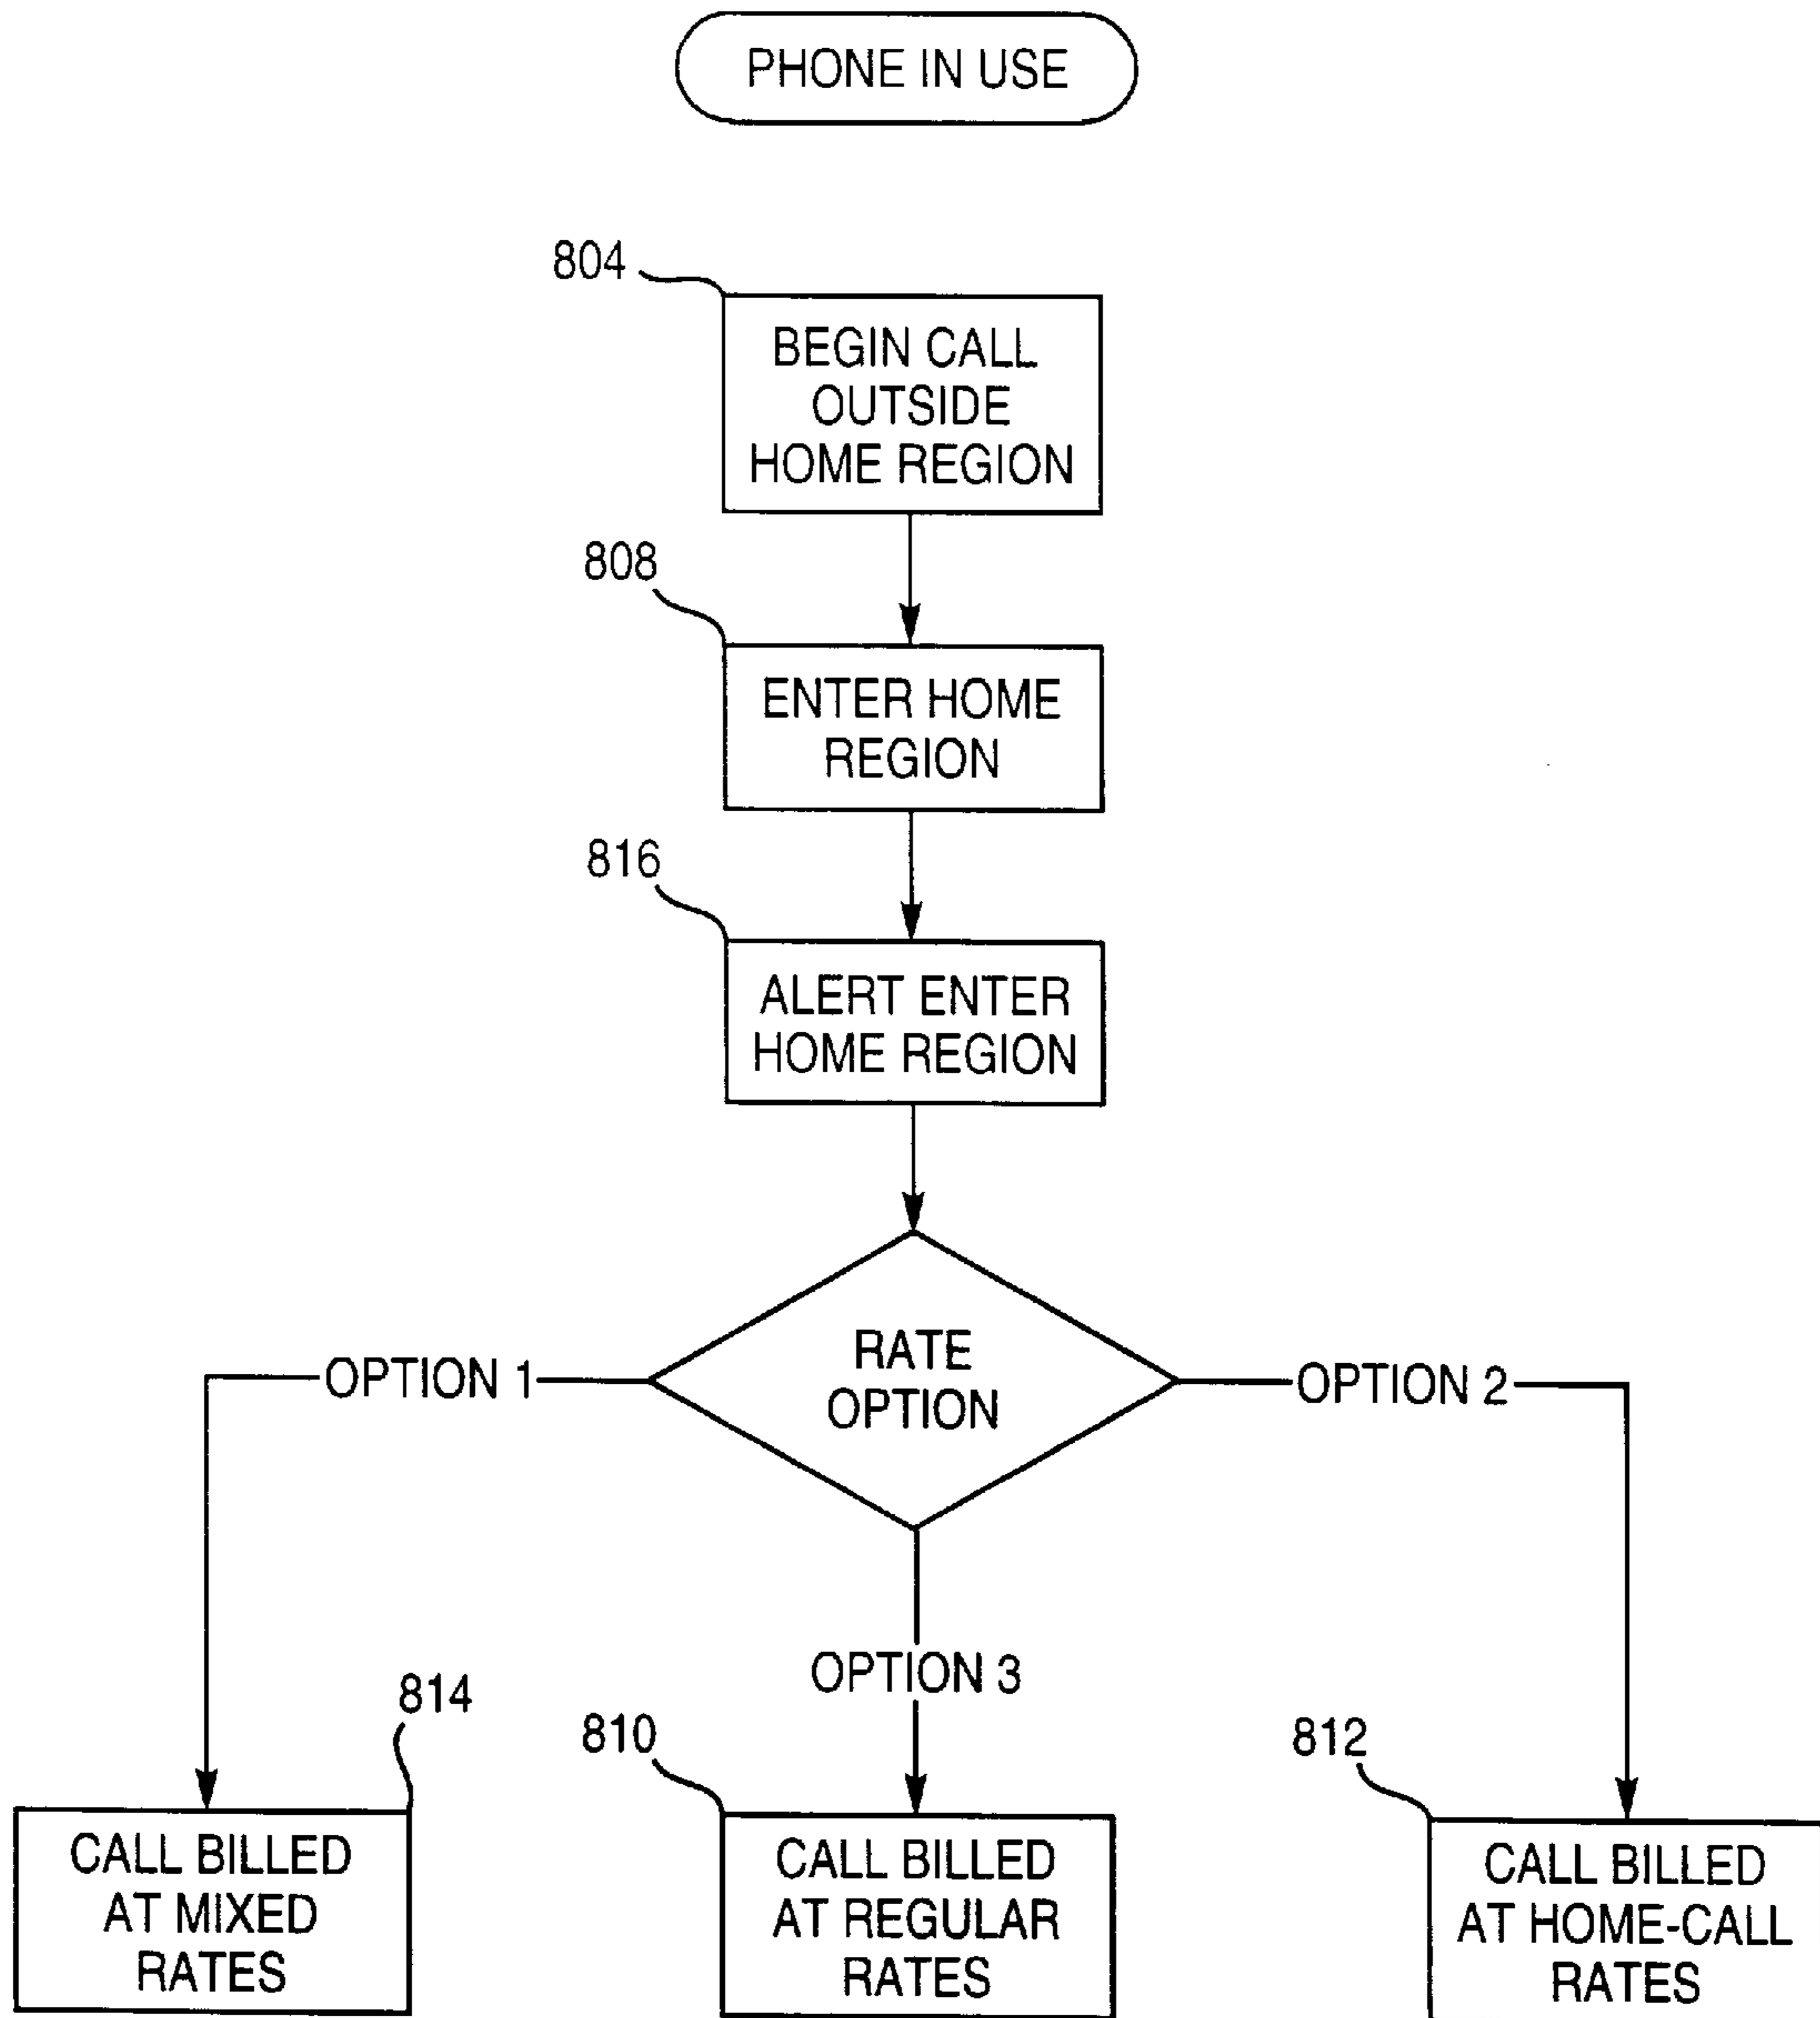 PHONE IN USE
804
BEGIN CALL
OUTSIDE
HOME REGION
808
ENTER HOME
REGION
816
ALERT ENTER
HOME REGION
RATE
OPTION
OPTION 1
OPTION 2
OPTION 3
814
CALL BILLED
AT MIXED
RATES
810
CALL BILLED
AT REGULAR
RATES
812
CALL BILLED
AT HOME-CALL
RATES